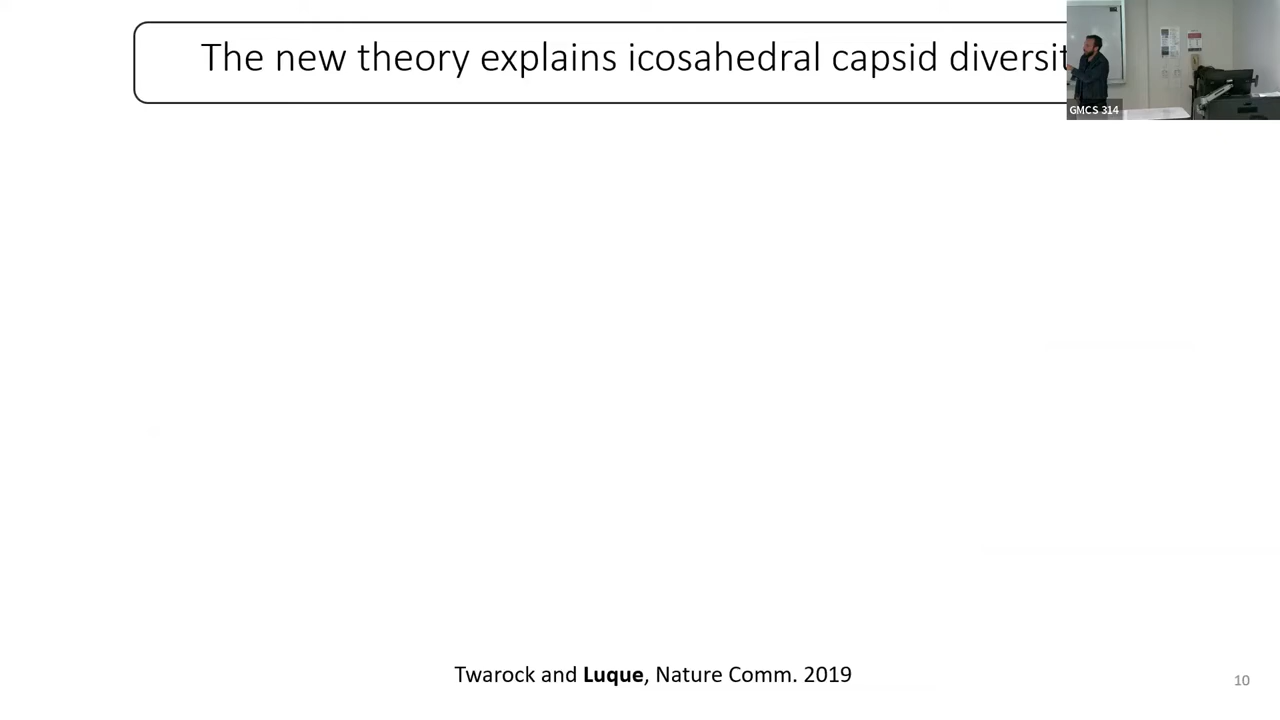 The new theory explains icosahedral capsid diversit
GMCS 314
Twarock and Luque, Nature Comm. 2019
10